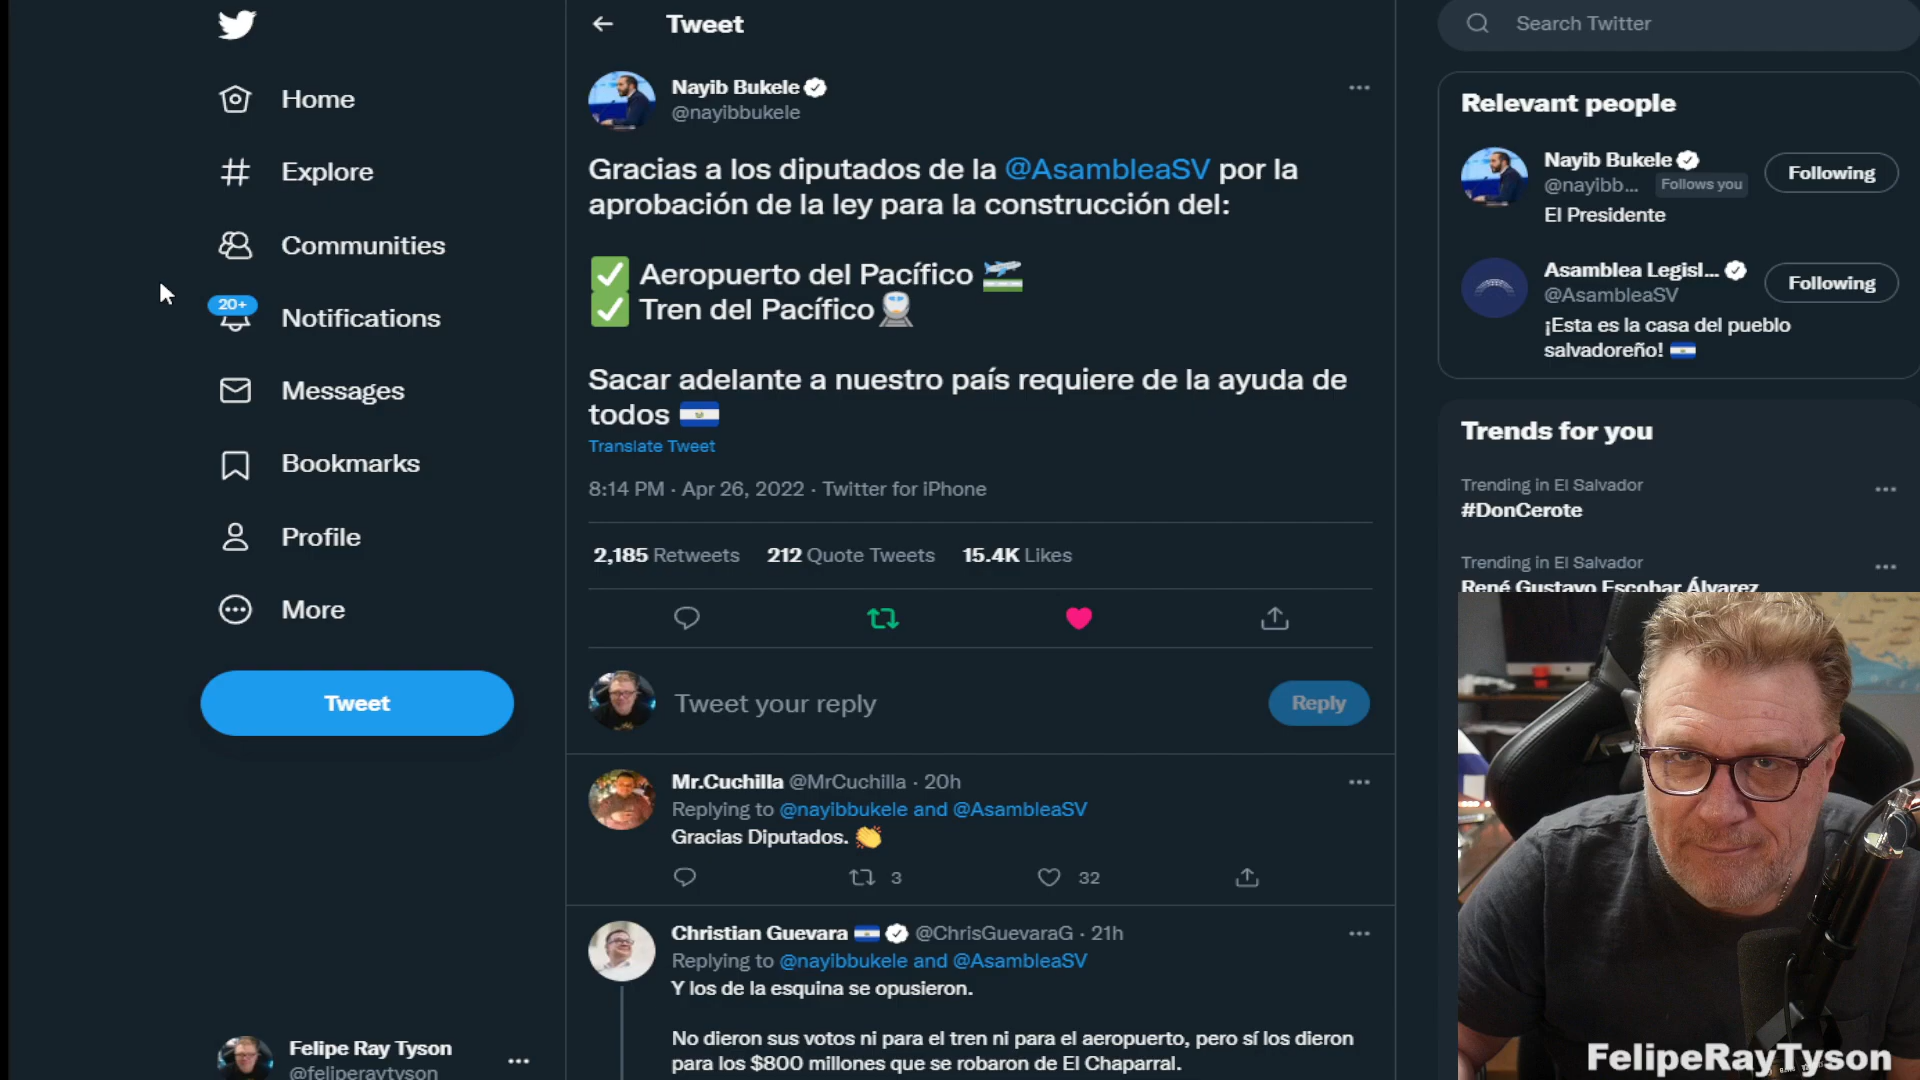 Home
Explore
Communities
20+
Notifications
Messages
Bookmarks
Profile
More
Tweet
Felipe Ray Tyson
@feliperaytyson
Tweet
Nayib Bukele
@nayibbukele
Gracias a los diputados de la @AsambleaSV por la
aprobación de la ley para la construcción del:
✅ Aeropuerto del Pacífico 🛫
✅ Tren del Pacífico 🚆
Sacar adelante a nuestro país requiere de la ayuda de
todos 🇸🇻
Translate Tweet
8:14 PM · Apr 26, 2022 · Twitter for iPhone
2,185 Retweets 212 Quote Tweets 15.4K Likes
Tweet your reply
Reply
Mr.Cuchilla @MrCuchilla · 20h
Replying to @nayibbukele and @AsambleaSV
Gracias Diputados. 👏
3 32
Christian Guevara 🇸🇻 @ChrisGuevaraG · 21h
Replying to @nayibbukele and @AsambleaSV
Y los de la esquina se opusieron.
No dieron sus votos ni para el tren ni para el aeropuerto, pero sí los dieron
para los $800 millones que se robaron de El Chaparral.
Search Twitter
Relevant people
Nayib Bukele
@nayibb... Follows you
Following
El Presidente
Asamblea Legisl...
@AsambleaSV
Following
¡Esta es la casa del pueblo
salvadoreño! 🇸🇻
Trends for you
Trending in El Salvador
#DonCerote
Trending in El Salvador
René Gustavo Escobar Álvarez
FelipeRayTyson